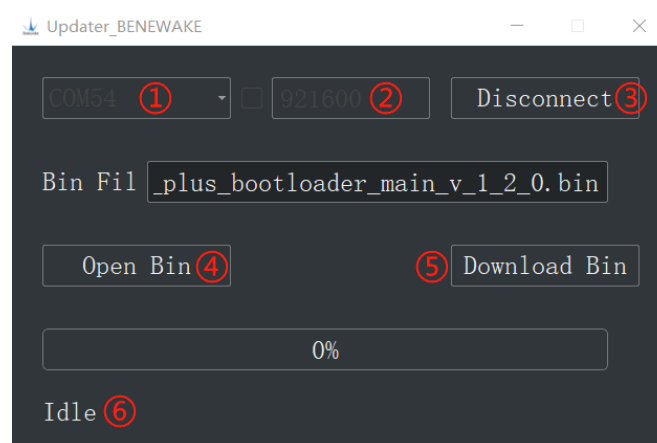 Updater_BENEWAKE
COM54 ① 921600 ② Disconnect ③
Bin Fil _plus_bootloader_main_v_1_2_0.bin
Open Bin ④ ⑤ Download Bin
0%
Idle ⑥